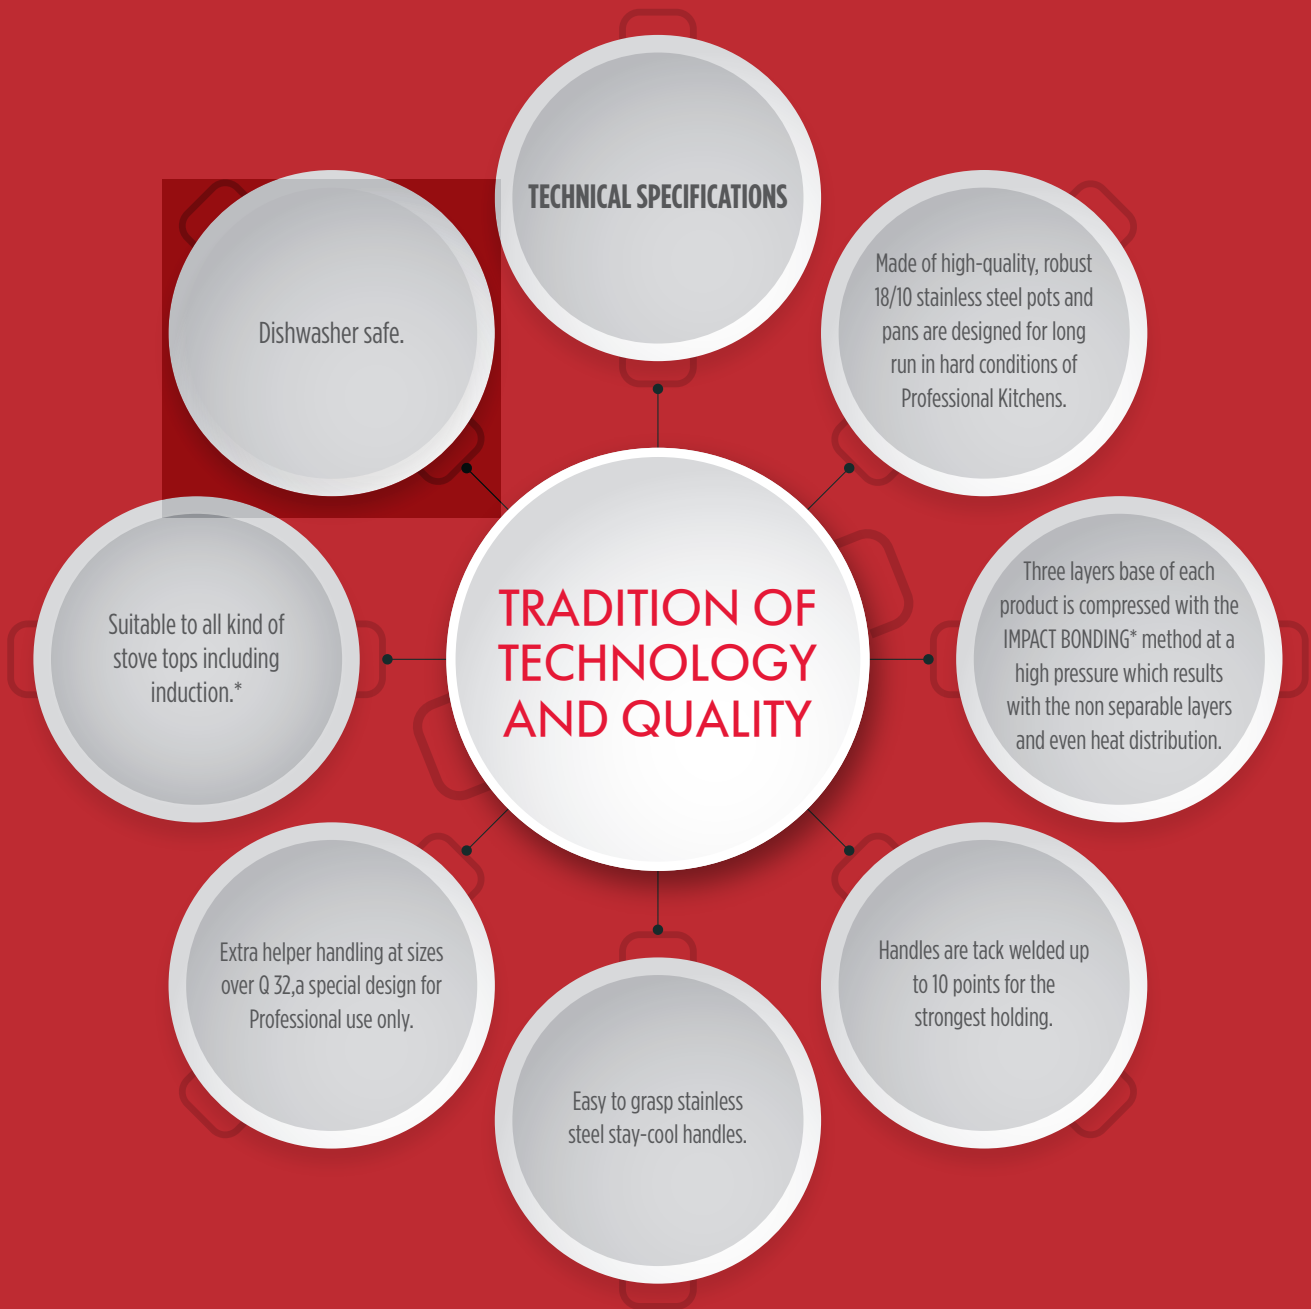 TECHNICAL SPECIFICATIONS
Made of high-quality, robust
18/10 stainless steel pots and
pans are designed for long
run in hard conditions of
Professional Kitchens.
Three layers base of each
product is compressed with the
IMPACT BONDING* method at a
high pressure which results
with the non separable layers
and even heat distribution.
Handles are tack welded up
to 10 points for the
strongest holding.
Easy to grasp stainless
steel stay-cool handles.
Extra helper handling at sizes
over Q 32,a special design for
Professional use only.
Suitable to all kind of
stove tops including
induction.*
Dishwasher safe.
TRADITION OF
TECHNOLOGY
AND QUALITY